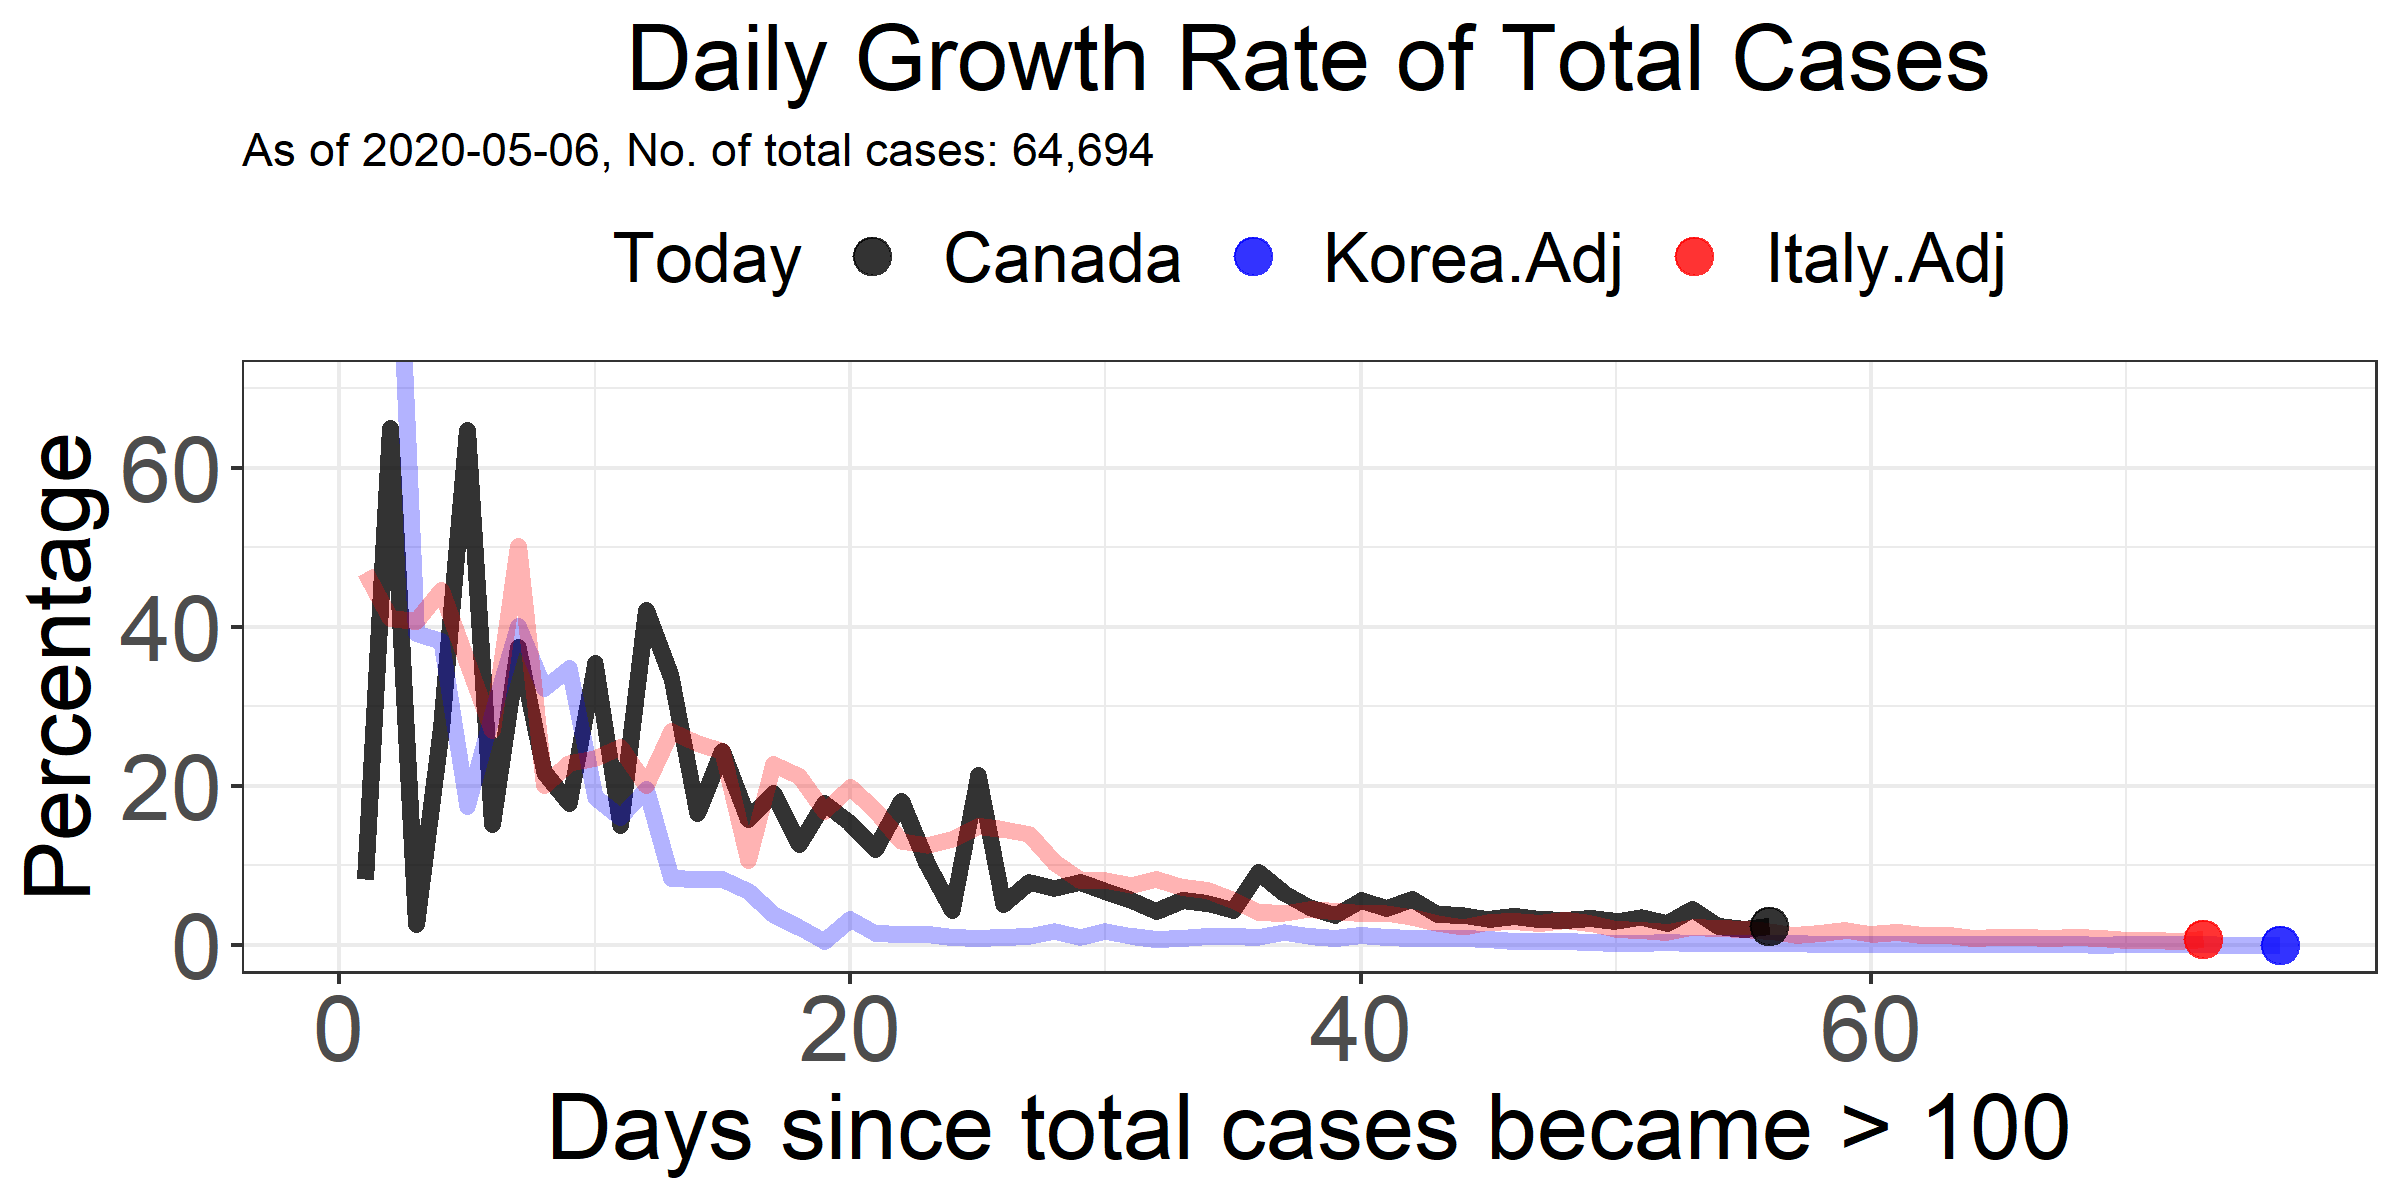 Daily Growth Rate of Total Cases
As of 2020-05-06, No. of total cases: 64,694
Today Canada Korea.Adj Italy.Adj
Percentage
60
40
20
0
0 20 40 60
Days since total cases became > 100